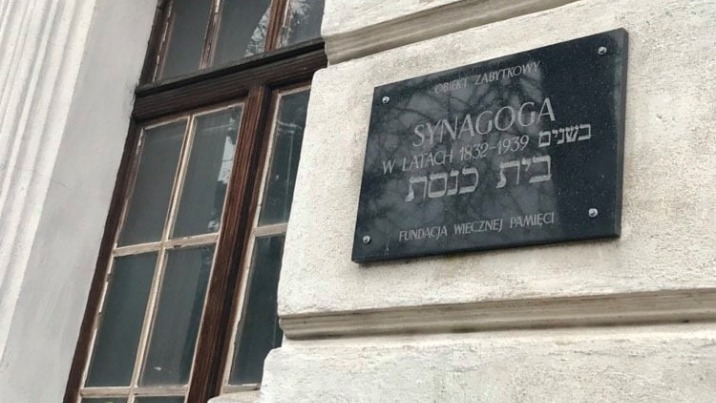 OBIEKT ZABYTKOWY
SYNAGOGA
W LATACH 1832-1939 בשנים
בית כנסת
FUNDACJA WIECZNEJ PAMIĘCI